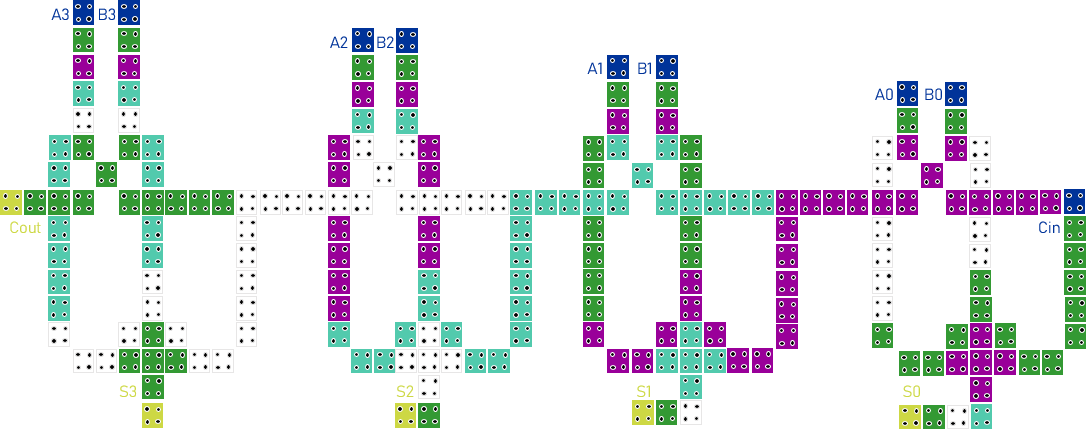 A3 B3
A2 B2
A1 B1
A0 B0
Cout
Cin
S3
S2
S1
S0